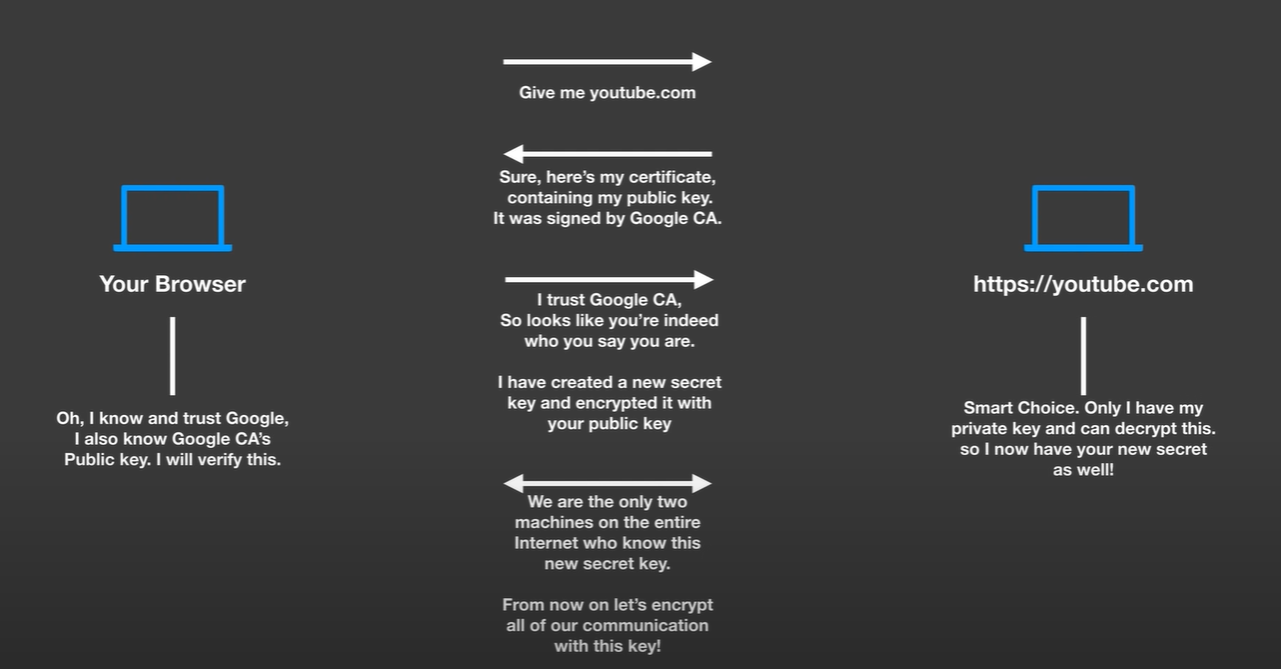 Give me youtube.com
Sure, here's my certificate,
containing my public key.
It was signed by Google CA.
Your Browser
https://youtube.com
I trust Google CA,
So looks like you're indeed
who you say you are.
I have created a new secret
key and encrypted it with
your public key
Oh, I know and trust Google,
I also know Google CA's
Public key. I will verify this.
Smart Choice. Only I have my
private key and can decrypt this.
so I now have your new secret
as well!
We are the only two
machines on the entire
Internet who know this
new secret key.
From now on let's encrypt
all of our communication
with this key!